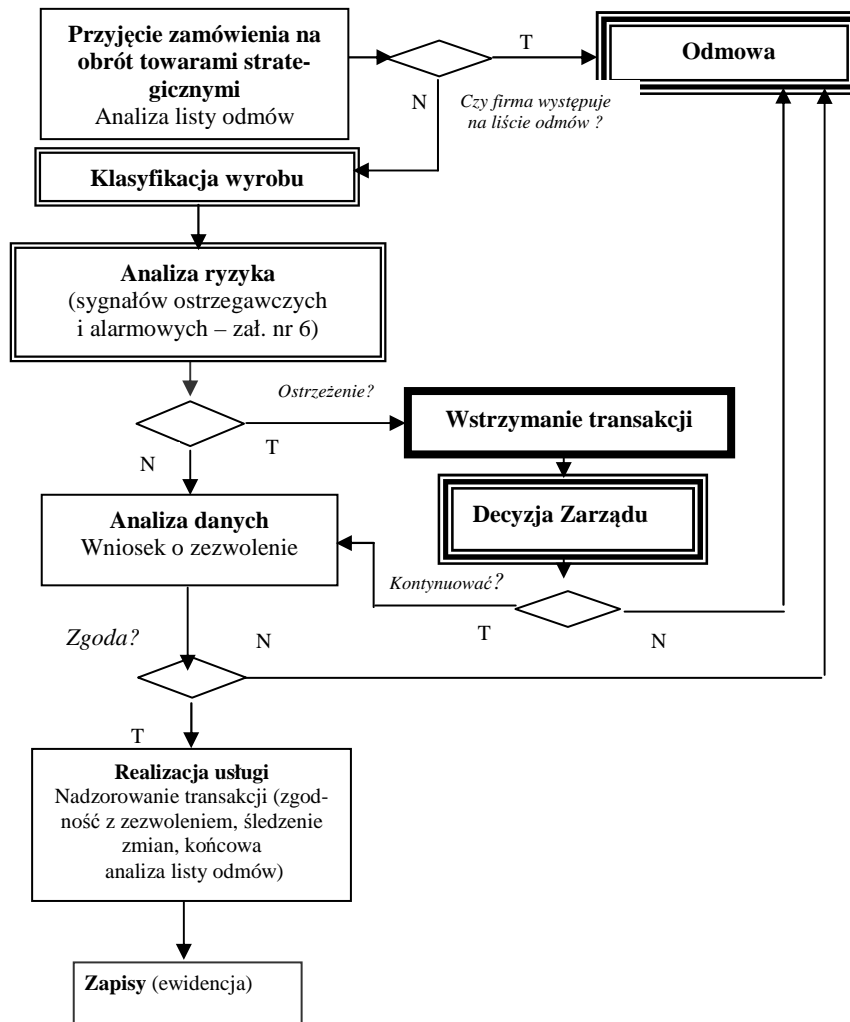 Przyjęcie zamówienia na
obrót towarami strate-
gicznymi
Analiza listy odmów
T
Odmowa
N
Czy firma występuje
na liście odmów ?
Klasyfikacja wyrobu
Analiza ryzyka
(sygnałów ostrzegawczych
i alarmowych – zał. nr 6)
Ostrzeżenie?
Wstrzymanie transakcji
T
N
Decyzja Zarządu
Analiza danych
Wniosek o zezwolenie
Kontynuować?
T
N
Zgoda?
N
T
Realizacja usługi
Nadzorowanie transakcji (zgod-
ność z zezwoleniem, śledzenie
zmian, końcowa
analiza listy odmów)
Zapisy (ewidencja)